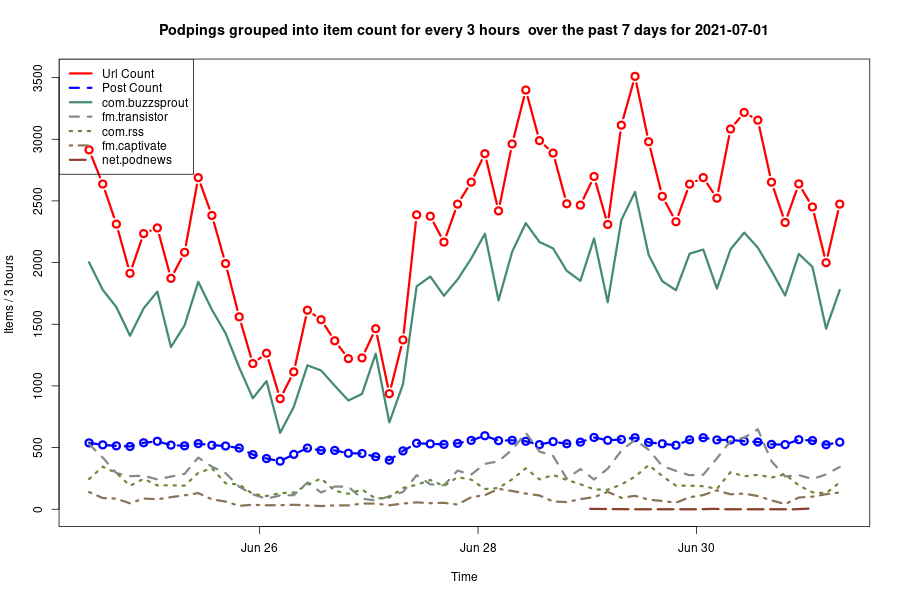 Podpings grouped into item count for every 3 hours  over the past 7 days for 2021-07-01
Url Count
Post Count
com.buzzsprout
fm.transistor
com.rss
fm.captivate
net.podnews
Items / 3 hours
3500
3000
2500
2000
1500
1000
500
0
Jun 26
Jun 28
Jun 30
Time